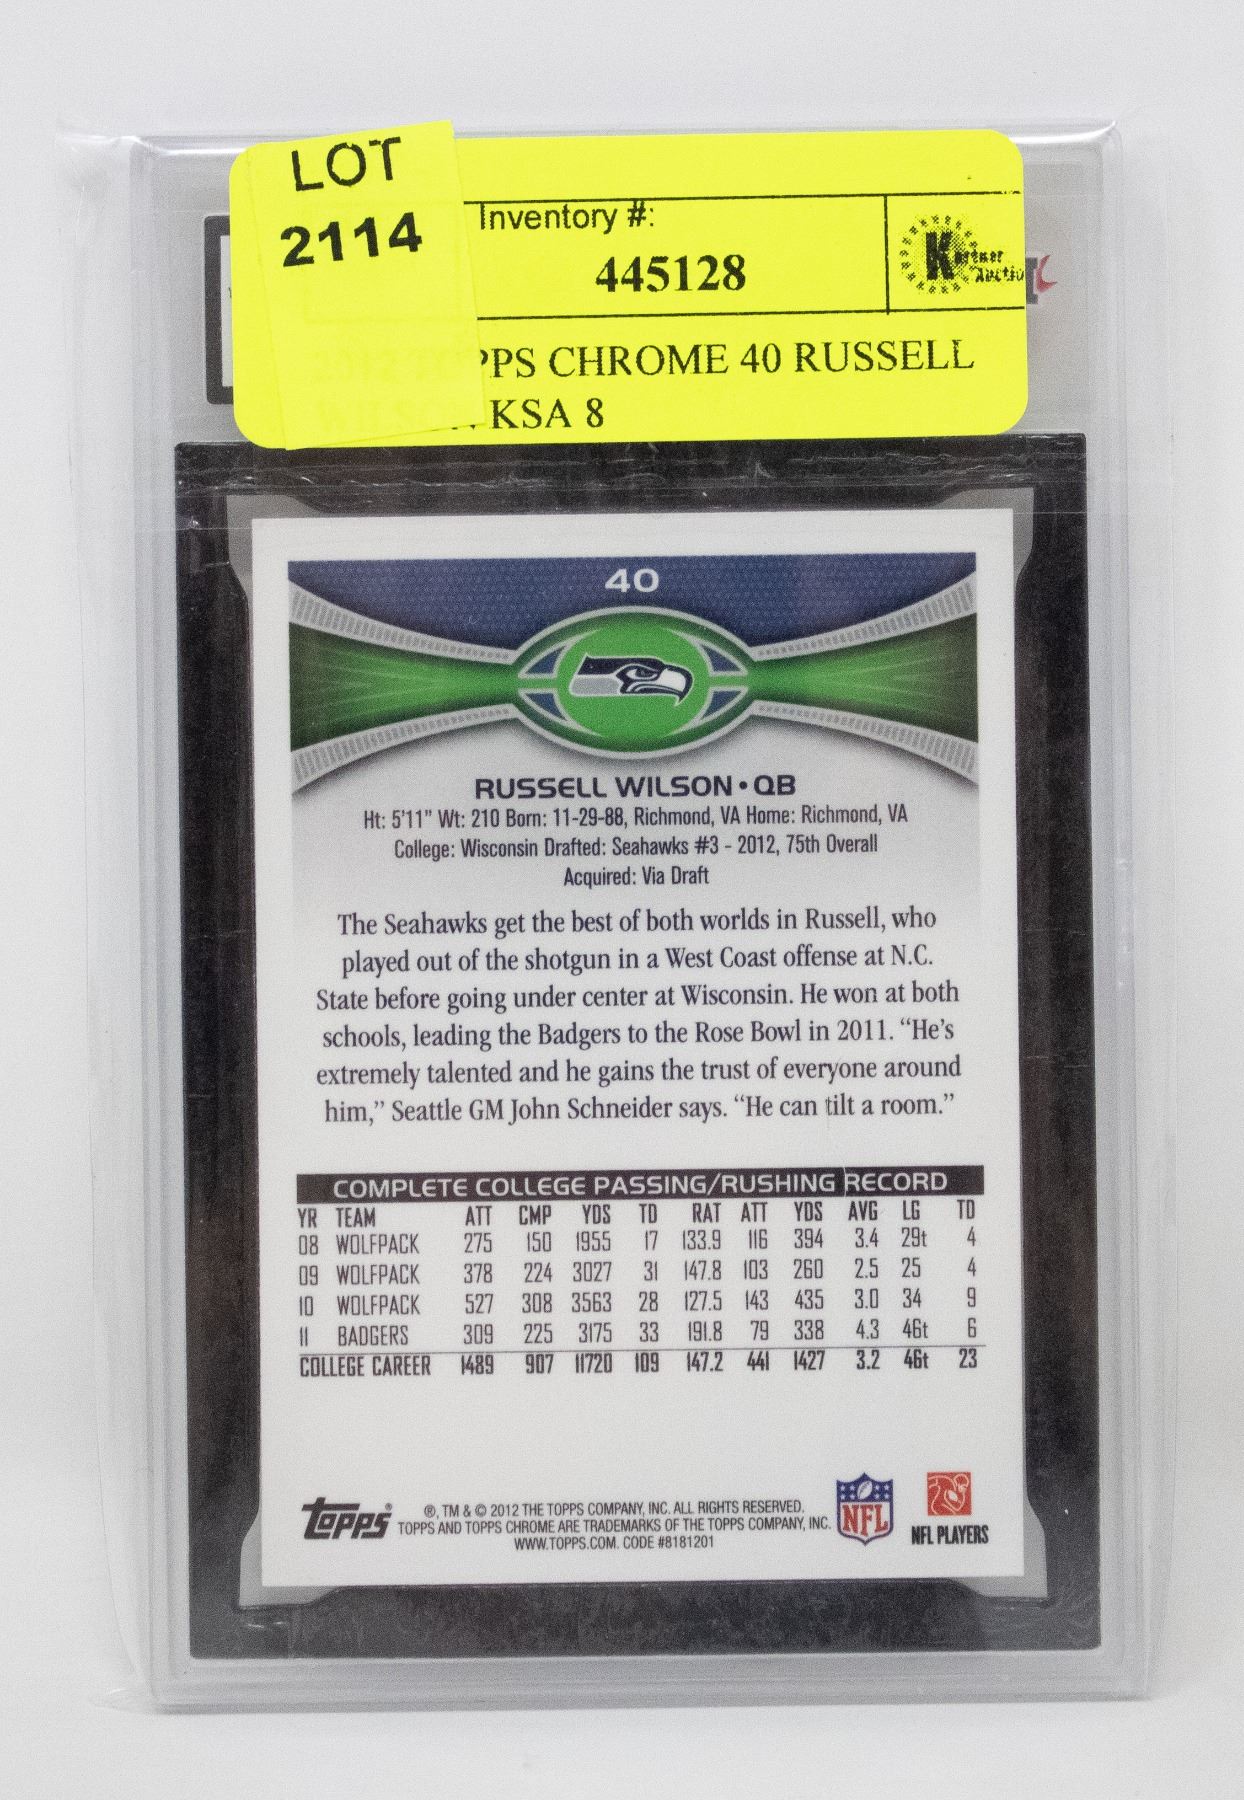 LOT
2114
Inventory #:
445128
2012 TOPPS CHROME 40 RUSSELL
WILSON KSA 8
40
RUSSELL WILSON • QB
Ht: 5'11" Wt: 210 Born: 11-29-88, Richmond, VA Home: Richmond, VA
College: Wisconsin Drafted: Seahawks #3 - 2012, 75th Overall
Acquired: Via Draft
The Seahawks get the best of both worlds in Russell, who
played out of the shotgun in a West Coast offense at N.C.
State before going under center at Wisconsin. He won at both
schools, leading the Badgers to the Rose Bowl in 2011. “He’s
extremely talented and he gains the trust of everyone around
him,” Seattle GM John Schneider says. “He can tilt a room.”
COMPLETE COLLEGE PASSING/RUSHING RECORD
YR TEAM ATT CMP YDS TD RAT ATT YDS AVG LG TD
08 WOLFPACK 275 150 1955 17 133.9 116 394 3.4 29t 4
09 WOLFPACK 378 224 3027 31 147.8 103 260 2.5 25 4
10 WOLFPACK 527 308 3563 28 127.5 143 435 3.0 34 9
11 BADGERS 309 225 3175 33 191.8 79 338 4.3 46t 6
COLLEGE CAREER 1489 907 11720 109 147.2 441 1427 3.2 46t 23
Topps®
®, TM & © 2012 THE TOPPS COMPANY, INC. ALL RIGHTS RESERVED.
TOPPS AND TOPPS CHROME ARE TRADEMARKS OF THE TOPPS COMPANY, INC.
WWW.TOPPS.COM. CODE #8181201
NFL
NFL PLAYERS